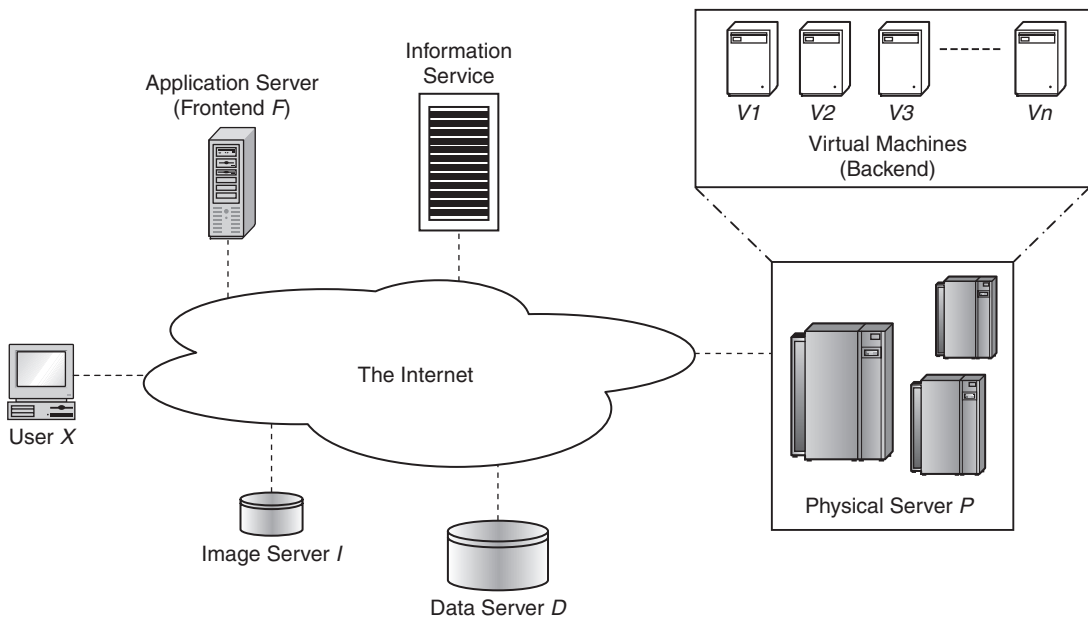 Information
Service
Application Server
(Frontend F)
V1 V2 V3 Vn
Virtual Machines
(Backend)
The Internet
User X
Physical Server P
Image Server I
Data Server D